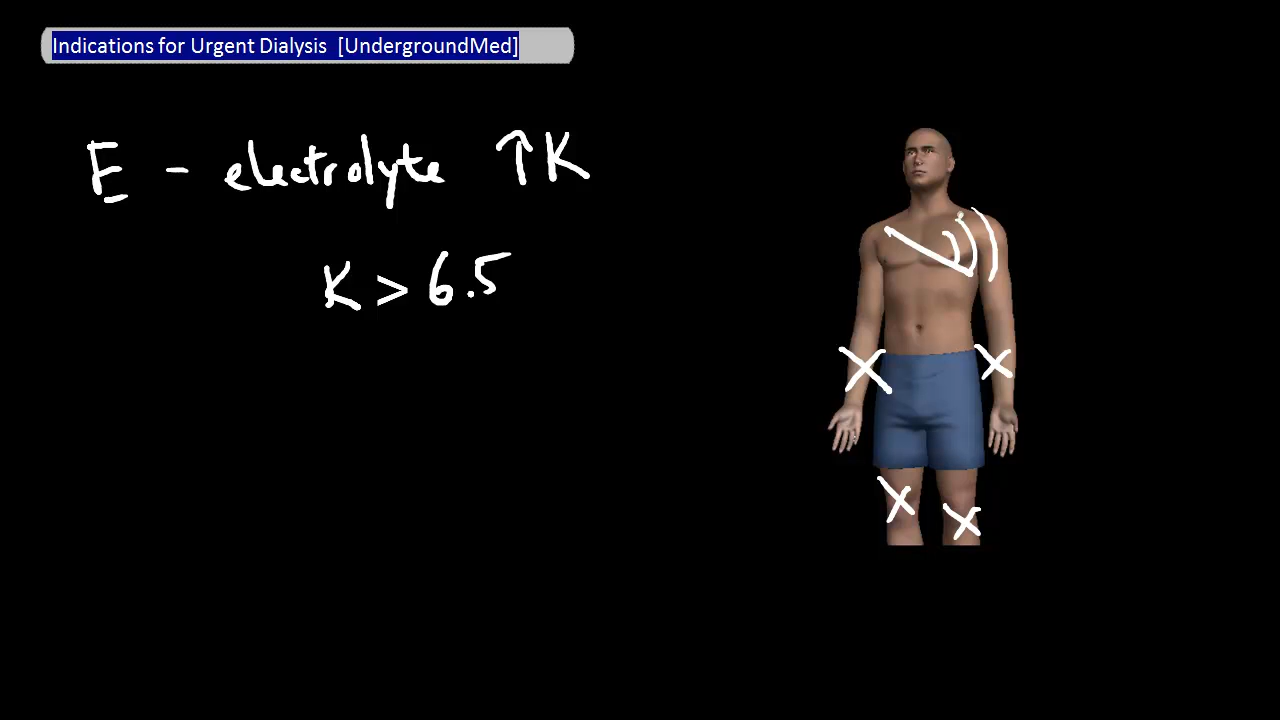 Indications for Urgent Dialysis [UndergroundMed]
E - electrolyte ↑K
K > 6.5